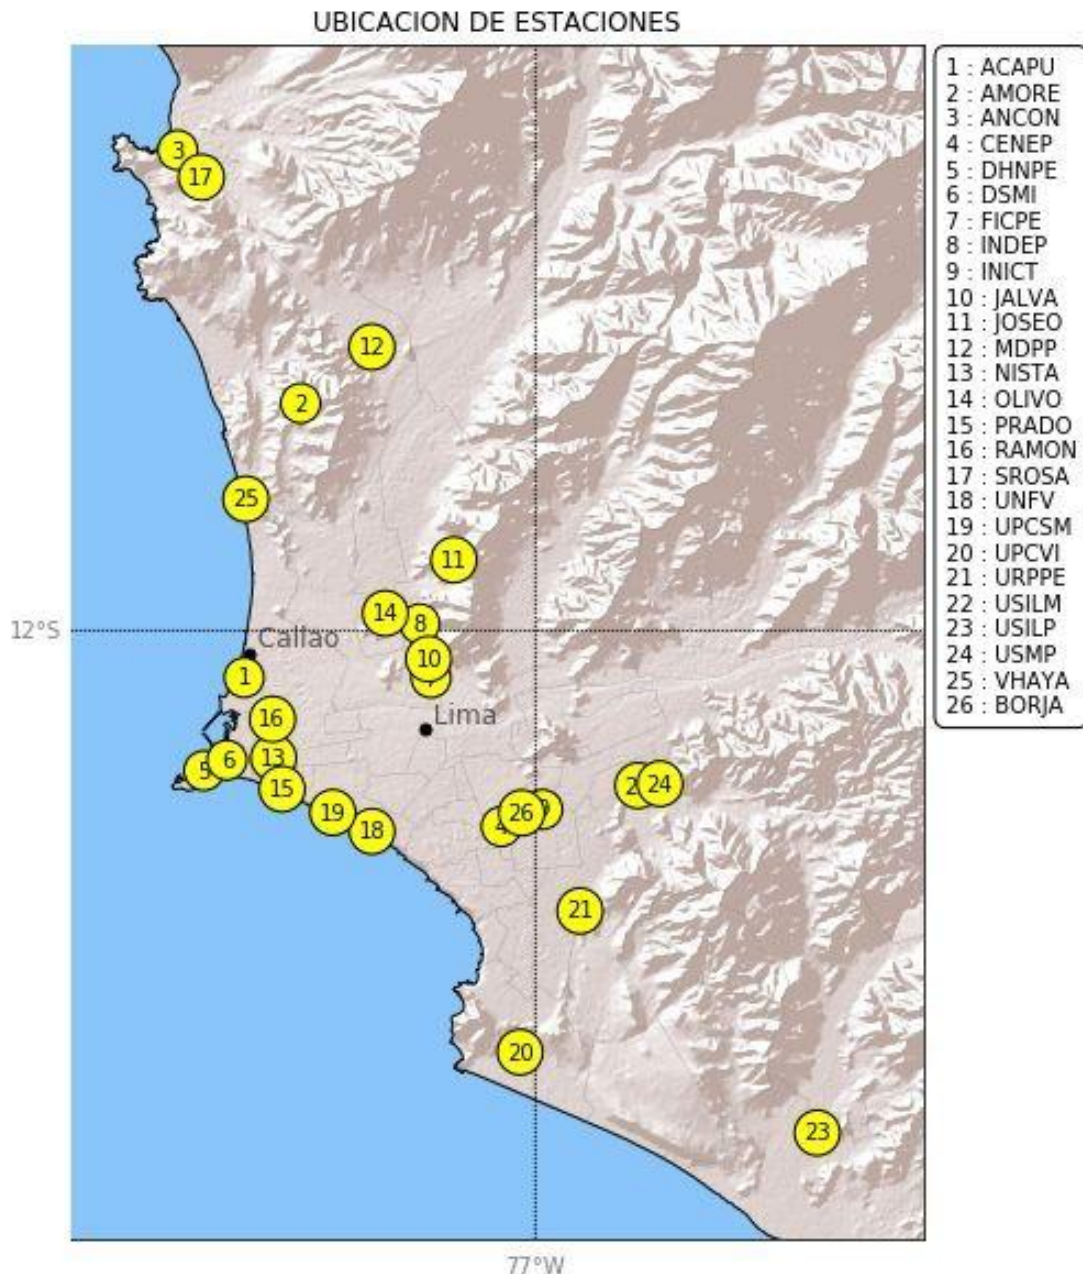 UBICACION DE ESTACIONES
1 : ACAPU
2 : AMORE
3 : ANCON
4 : CENEP
5 : DHNPE
6 : DSMI
7 : FICPE
8 : INDEP
9 : INICT
10 : JALVA
11 : JOSEO
12 : MDPP
13 : NISTA
14 : OLIVO
15 : PRADO
16 : RAMON
17 : SROSA
18 : UNFV
19 : UPCSM
20 : UPCVI
21 : URPPE
22 : USILM
23 : USILP
24 : USMP
25 : VHAYA
26 : BORJA
3
17
12
2
25
11
14
8
12°S
Callao
10
1
7
16
Lima
6
13
5
15
2
24
19
26
9
18
4
21
20
23
77°W